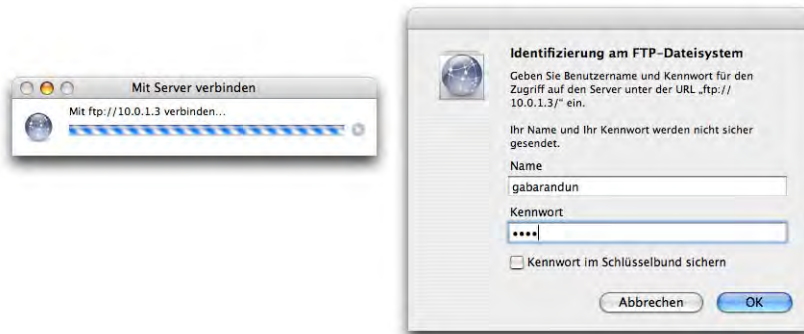 Mit Server verbinden
Mit ftp://10.0.1.3 verbinden...
Identifizierung am FTP-Dateisystem
Geben Sie Benutzername und Kennwort für den
Zugriff auf den Server unter der URL „ftp://
10.0.1.3/“ ein.
Ihr Name und Ihr Kennwort werden nicht sicher
gesendet.
Name
gabarandun
Kennwort
••••
Kennwort im Schlüsselbund sichern
Abbrechen
OK